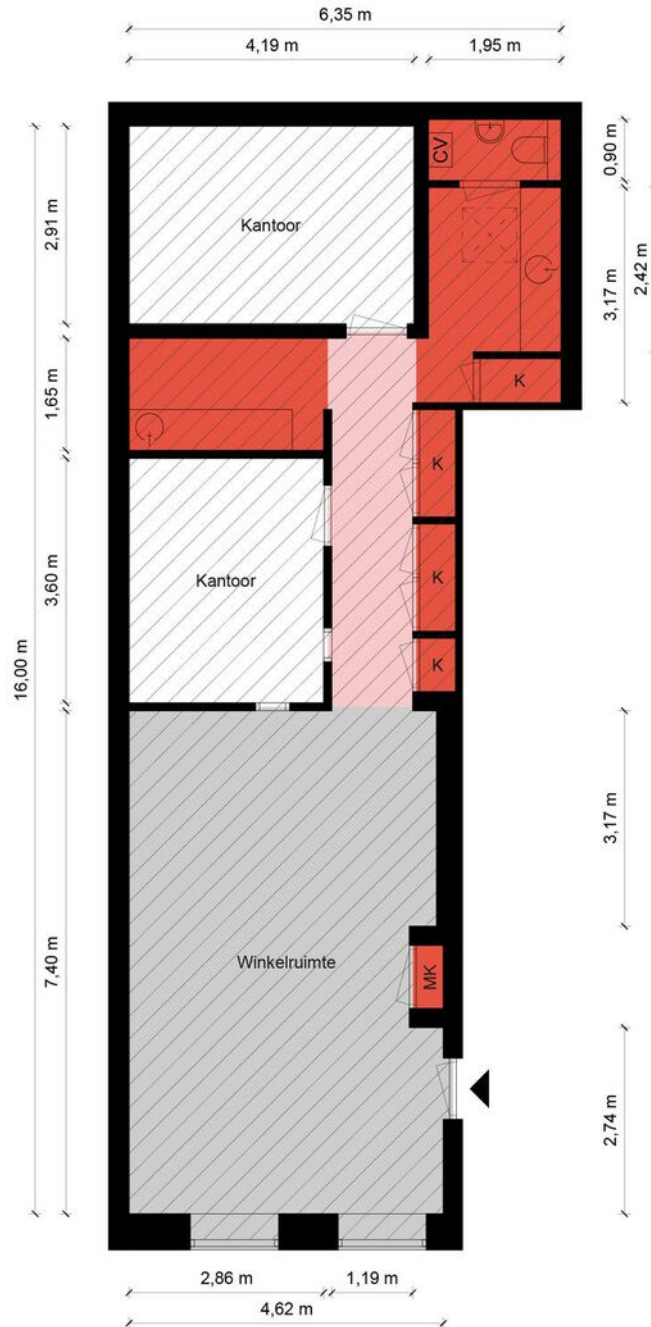 6,35 m
4,19 m
1,95 m
CV
0,90 m
2,91 m
Kantoor
3,17 m
2,42 m
1,65 m
K
K
3,60 m
Kantoor
K
16,00 m
K
3,17 m
7,40 m
Winkelruimte
MK
2,74 m
2,86 m
1,19 m
4,62 m